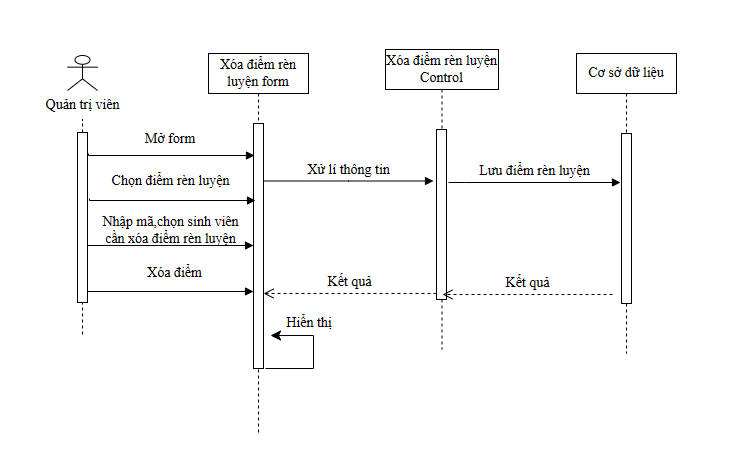 Quản trị viên
Xóa điểm rèn
luyện form
Xóa điểm rèn luyện
Control
Cơ sở dữ liệu
Mở form
Chọn điểm rèn luyện
Nhập mã,chọn sinh viên
cần xóa điểm rèn luyện
Xóa điểm
Xử lí thông tin
Lưu điểm rèn luyện
Kết quả
Kết quả
Hiển thị